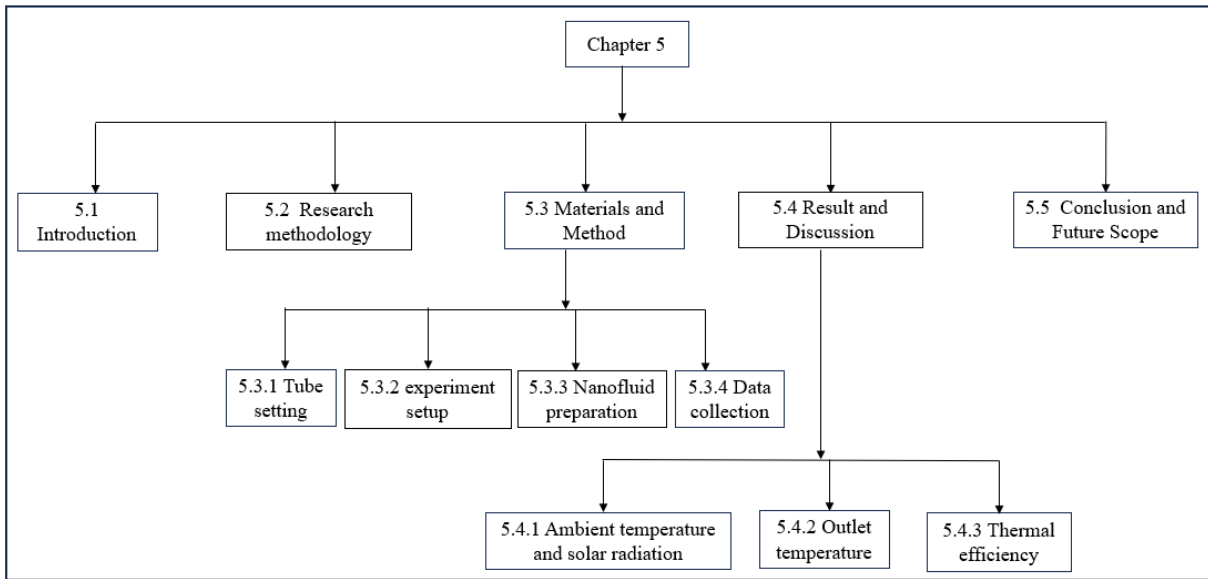 Chapter 5
5.1
Introduction
5.2 Research
methodology
5.3 Materials and
Method
5.4 Result and
Discussion
5.5 Conclusion and
Future Scope
5.3.1 Tube
setting
5.3.2 experiment
setup
5.3.3 Nanofluid
preparation
5.3.4 Data
collection
5.4.1 Ambient temperature
and solar radiation
5.4.2 Outlet
temperature
5.4.3 Thermal
efficiency